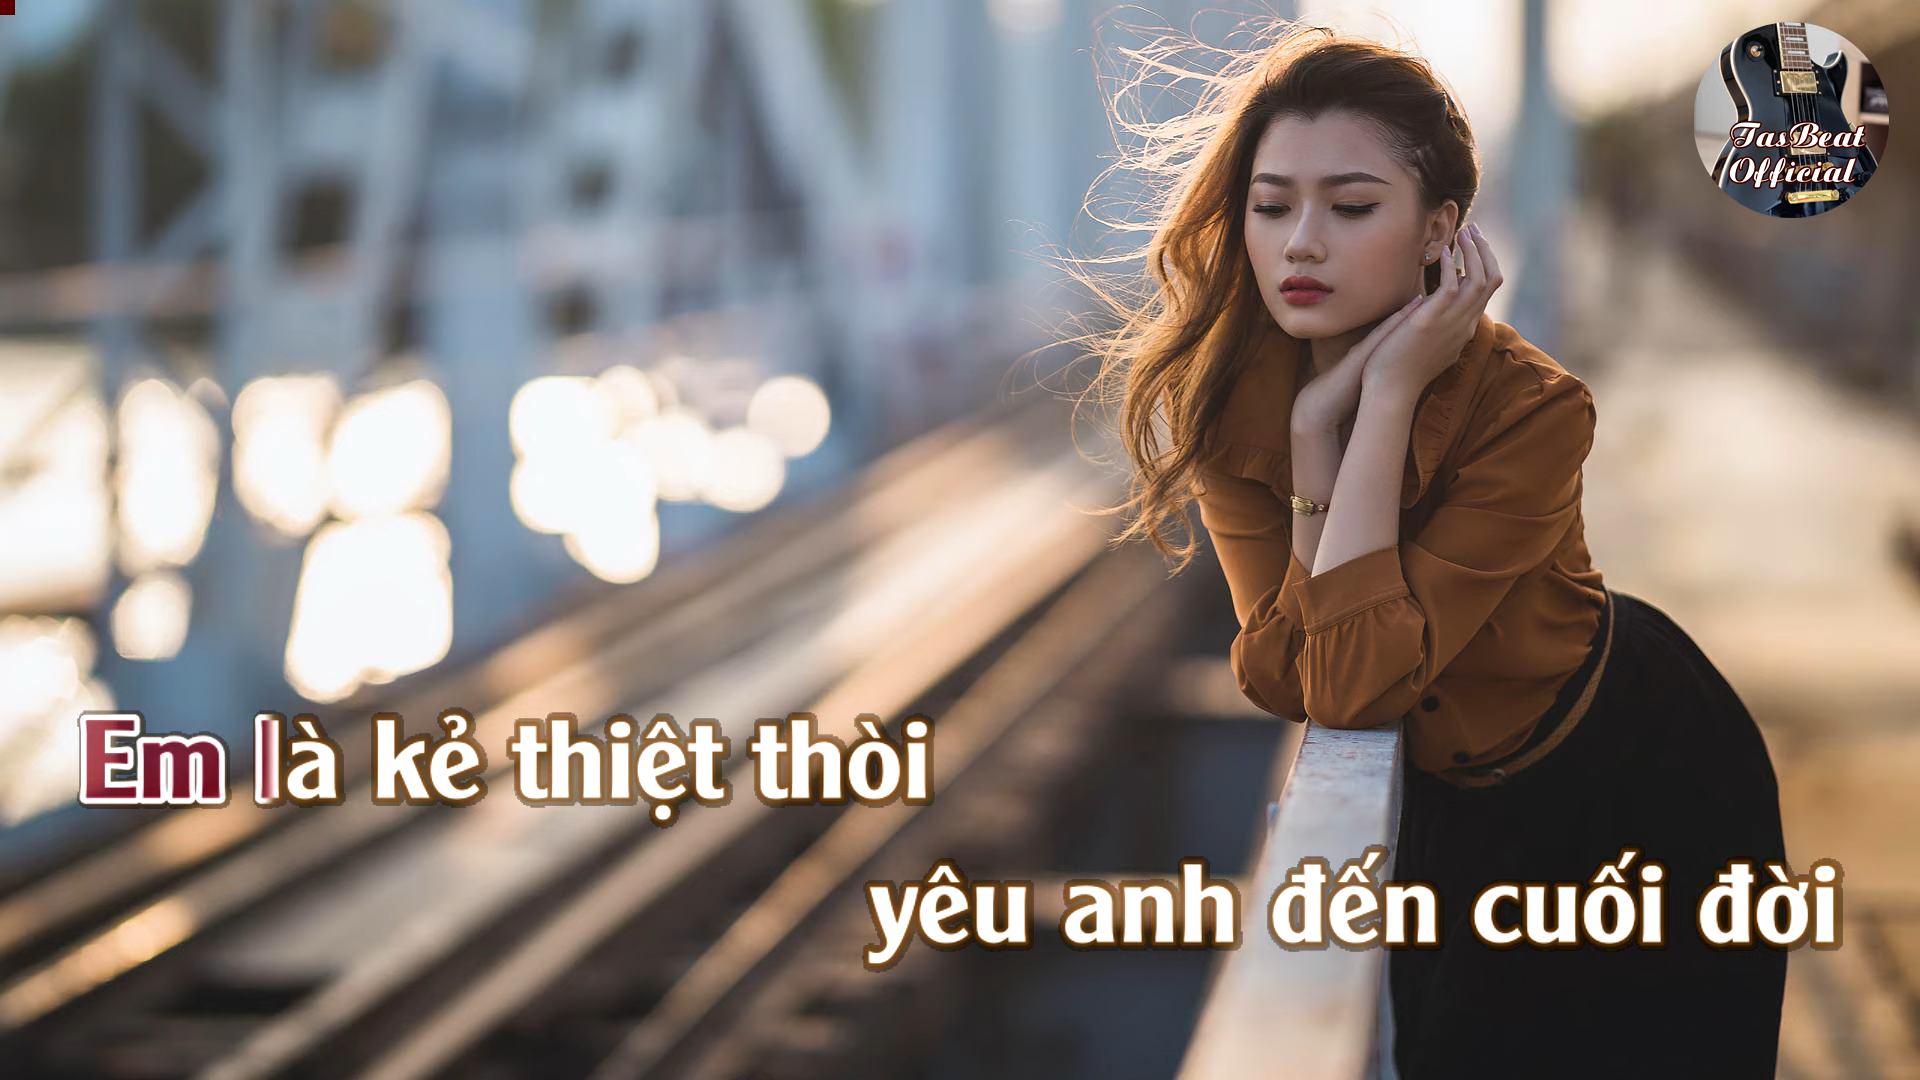 TasBeat
Official
Em là kẻ thiệt thòi
yêu anh đến cuối đời